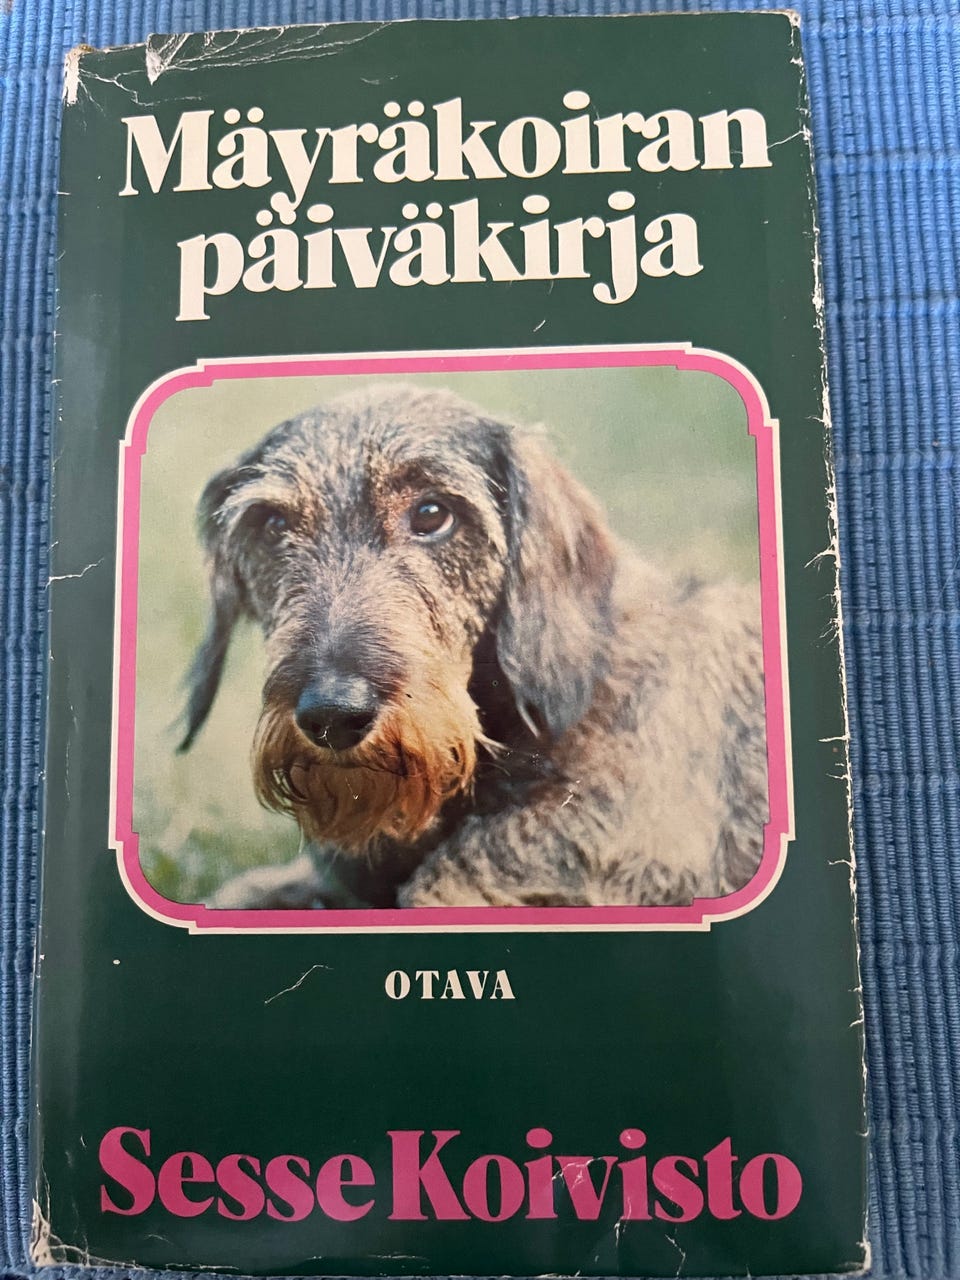 Mäyräkoiran
päiväkirja
OTAVA
Sesse Koivisto